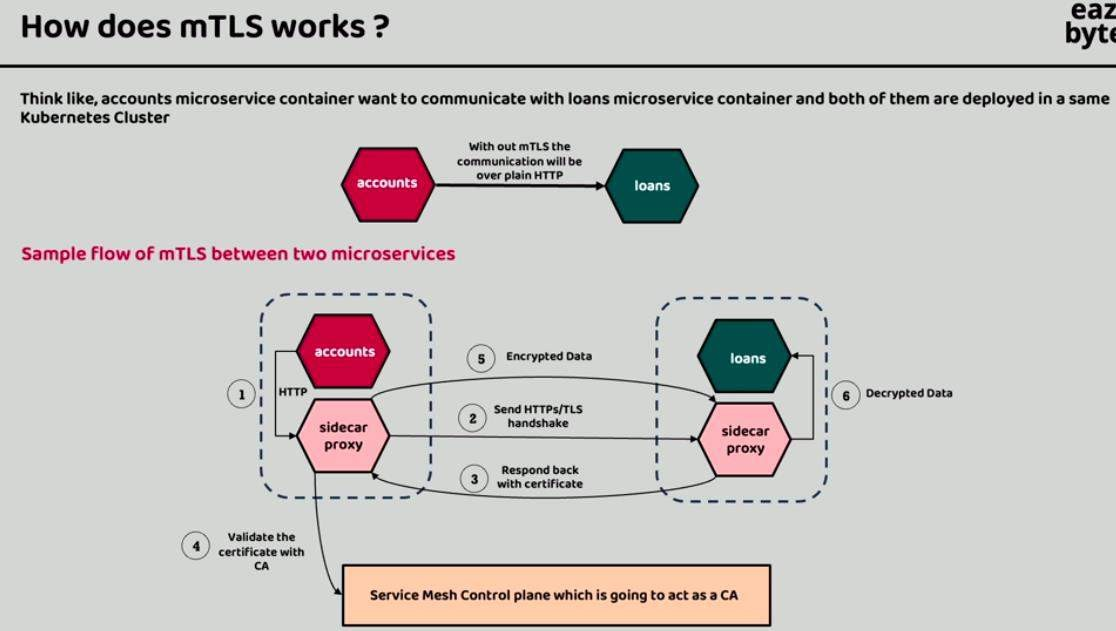 How does mTLS works ?
eaz
byte
Think like, accounts microservice container want to communicate with loans microservice container and both of them are deployed in a same
Kubernetes Cluster
With out mTLS the
communication will be
over plain HTTP
accounts
loans
Sample flow of mTLS between two microservices
accounts
loans
5
Encrypted Data
1
HTTP
6
Decrypted Data
sidecar
proxy
2
Send HTTPs/TLS
handshake
sidecar
proxy
3
Respond back
with certificate
4
Validate the
certificate with
CA
Service Mesh Control plane which is going to act as a CA